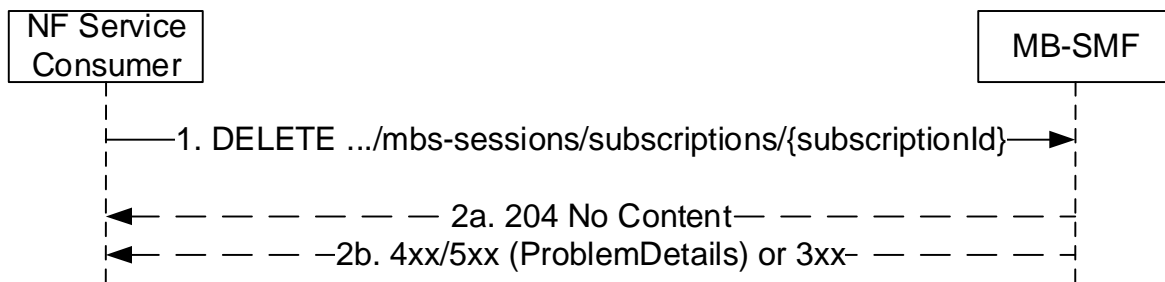 NF Service
Consumer
MB-SMF
1. DELETE .../mbs-sessions/subscriptions/{subscriptionId}
2a. 204 No Content
2b. 4xx/5xx (ProblemDetails) or 3xx